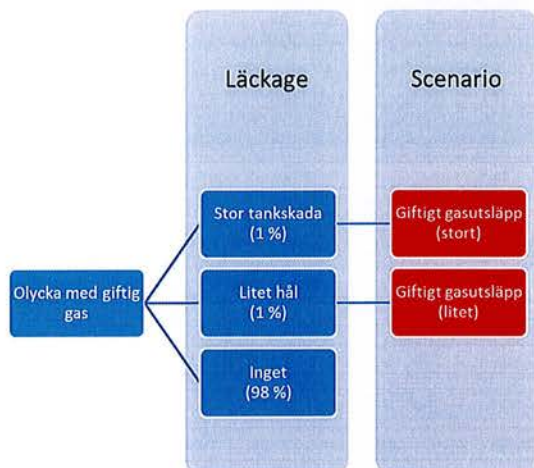 Läckage
Scenario
Stor tankskada
(1 %)
Giftigt gasutsläpp
(stort)
Olycka med giftig
gas
Litet hål
(1 %)
Giftigt gasutsläpp
(litet)
Inget
(98 %)